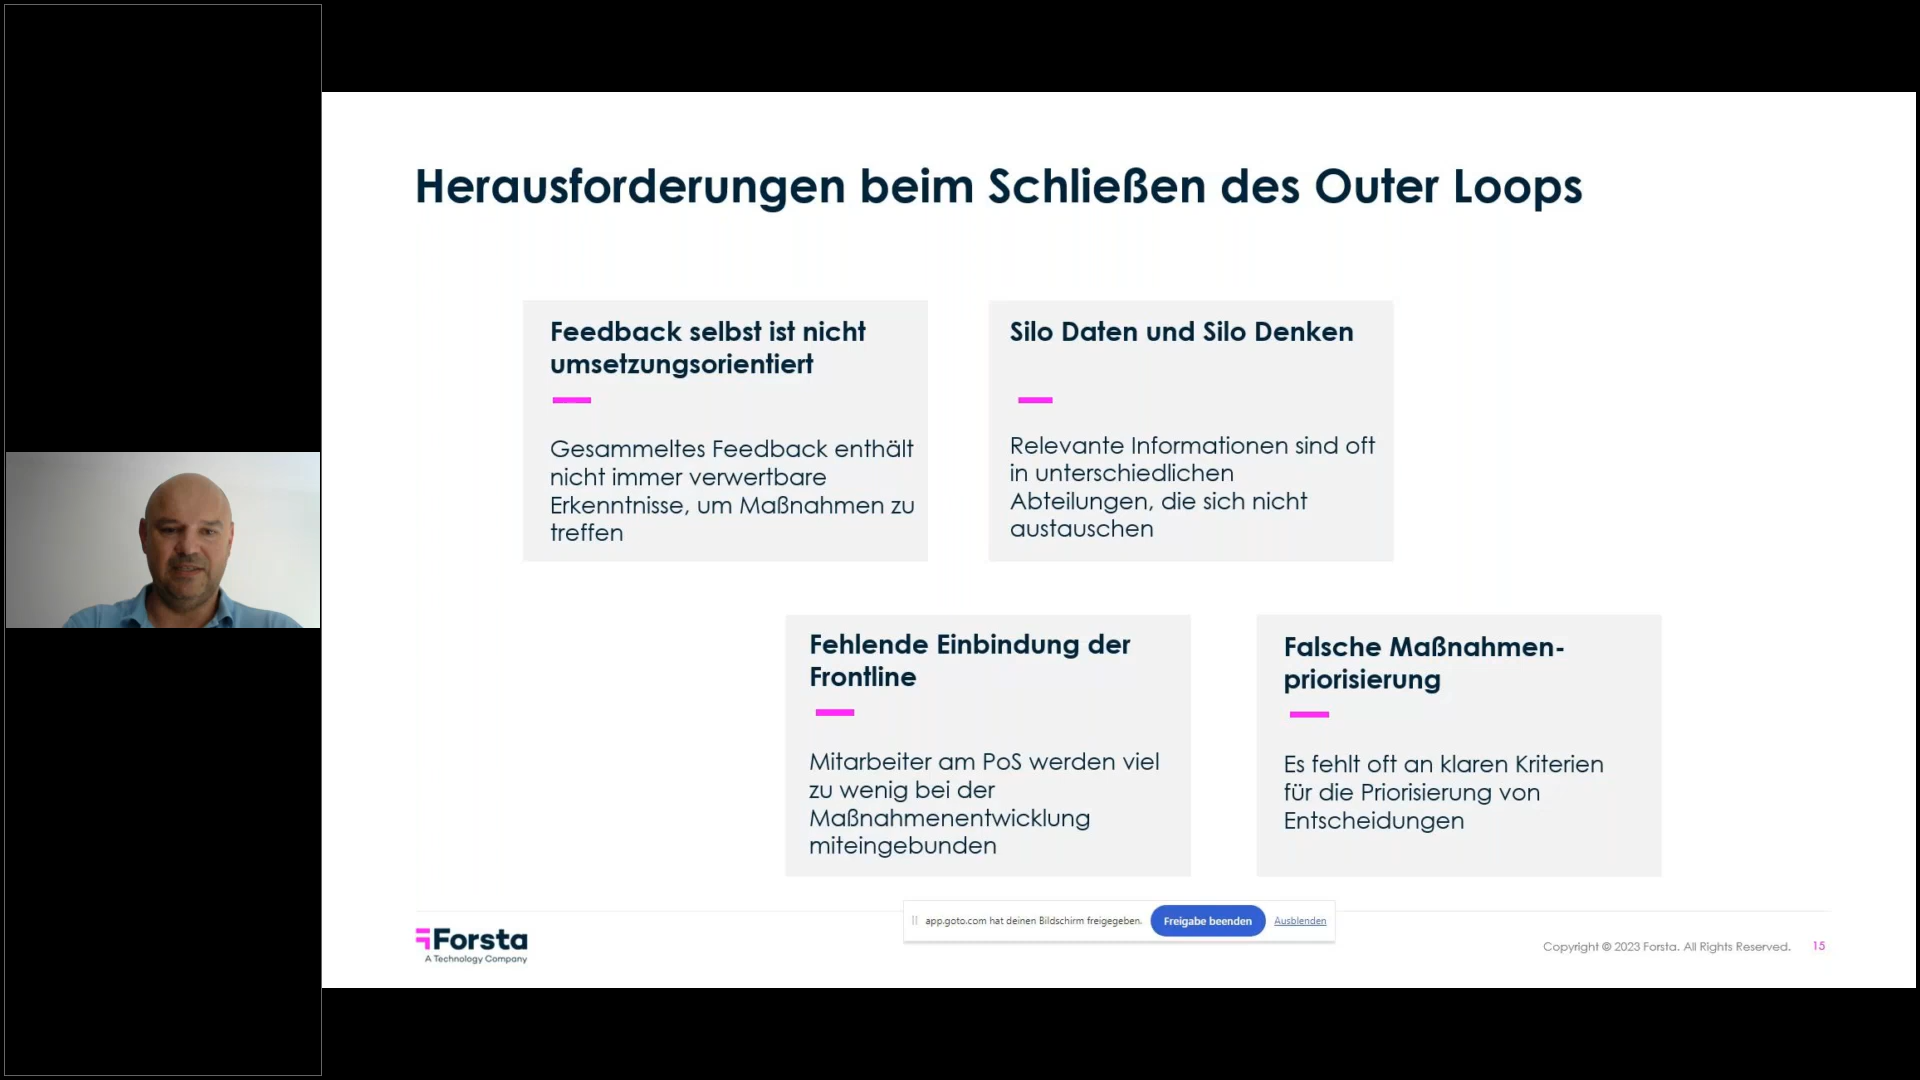 Herausforderungen beim Schließen des Outer Loops
Feedback selbst ist nicht
umsetzungsorientiert
Gesammeltes Feedback enthält
nicht immer verwertbare
Erkenntnisse, um Maßnahmen zu
treffen
Silo Daten und Silo Denken
Relevante Informationen sind oft
in unterschiedlichen
Abteilungen, die sich nicht
austauschen
Fehlende Einbindung der
Frontline
Mitarbeiter am PoS werden viel
zu wenig bei der
Maßnahmenentwicklung
miteingebunden
Falsche Maßnahmen-
priorisierung
Es fehlt oft an klaren Kriterien
für die Priorisierung von
Entscheidungen
app.goto.com hat deinen Bildschirm freigegeben. Freigabe beenden Ausblenden
Forsta
A Technology Company
Copyright © 2023 Forsta. All Rights Reserved. 15